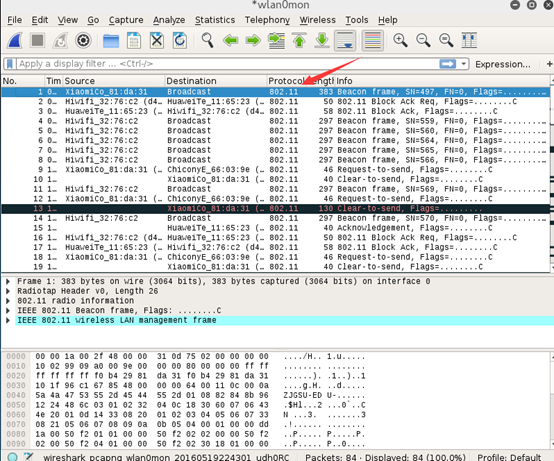 *wlan0mon
File Edit View Go Capture Analyze Statistics Telephony Wireless Tools Help
Apply a display filter ... <Ctrl-/> Expression... +
No. Tim Source Destination Protocol Length Info
1 0… XiaomiCo_81:da:31 Broadcast 802.11 383 Beacon frame, SN=497, FN=0, Flags=.........
2 0… Hiwifi_32:76:c2 (d4… HuaweiTe_11:65:23 (… 802.11 50 802.11 Block Ack Req, Flags=........C
3 0… HuaweiTe_11:65:23 (… Hiwifi_32:76:c2 (d4… 802.11 58 802.11 Block Ack, Flags=........C
4 0… Hiwifi_32:76:c2 Broadcast 802.11 297 Beacon frame, SN=559, FN=0, Flags=.........
5 0… Hiwifi_32:76:c2 Broadcast 802.11 297 Beacon frame, SN=560, FN=0, Flags=.........
6 0… Hiwifi_32:76:c2 Broadcast 802.11 297 Beacon frame, SN=564, FN=0, Flags=.........
7 0… Hiwifi_32:76:c2 Broadcast 802.11 297 Beacon frame, SN=565, FN=0, Flags=.........
8 0… Hiwifi_32:76:c2 Broadcast 802.11 297 Beacon frame, SN=566, FN=0, Flags=.........
9 1… XiaomiCo_81:da:31 (… ChiconyE_66:03:9e (… 802.11 46 Request-to-send, Flags=........C
10 1… XiaomiCo_81:da:31 (… 802.11 40 Clear-to-send, Flags=........C
11 1… Hiwifi_32:76:c2 Broadcast 802.11 297 Beacon frame, SN=569, FN=0, Flags=.........
12 1… XiaomiCo_81:da:31 (… ChiconyE_66:03:9e (… 802.11 46 Request-to-send, Flags=........C
13 1… XiaomiCo_81:da:31 (… 802.11 130 Clear-to-send, Flags=........
14 1… Hiwifi_32:76:c2 Broadcast 802.11 297 Beacon frame, SN=570, FN=0, Flags=.........
15 1… HuaweiTe_11:65:23 (… 802.11 40 Acknowledgement, Flags=........C
16 1… Hiwifi_32:76:c2 (d4… HuaweiTe_11:65:23 (… 802.11 50 802.11 Block Ack Req, Flags=........C
17 1… HuaweiTe_11:65:23 (… Hiwifi_32:76:c2 (d4… 802.11 58 802.11 Block Ack, Flags=........C
18 1… XiaomiCo_81:da:31 (… ChiconyE_66:03:9e (… 802.11 46 Request-to-send, Flags=........C
19 1… XiaomiCo_81:da:31 (… 802.11 40 Clear-to-send, Flags=........C
Frame 1: 383 bytes on wire (3064 bits), 383 bytes captured (3064 bits) on interface 0
Radiotap Header v0, Length 26
802.11 radio information
IEEE 802.11 Beacon frame, Flags: ........C
IEEE 802.11 wireless LAN management frame
0000 00 00 1a 00 2f 48 00 00 31 0d 75 02 00 00 00 00 ..../H.. 1.u.....
0010 10 02 99 09 a0 00 9e 00 00 80 00 00 00 ff ff ........ ........
0020 ff ff ff ff f0 b4 29 81 da 31 f0 b4 29 81 da 31 ......). .1..)..1
0030 10 1f 96 c1 67 85 48 00 00 00 64 00 11 0c 00 0a ....g.H. ..d.....
0040 5a 4a 47 53 55 2d 45 44 55 2d 01 08 82 84 8b 96 ZJGSU-ED U-......
0050 12 24 48 6c 03 01 02 32 04 0c 18 30 60 07 06 43 .$Hl...2 ...0`..C
0060 4e 20 01 0d 14 33 08 20 01 02 03 04 05 06 07 33 N ...3. .......3
0070 08 21 05 06 07 08 09 0a 0b 05 04 00 01 00 00 dd .!...... ........
0080 1a 00 50 f2 01 01 00 00 50 f2 02 02 00 00 50 f2 ..P..... P.....P.
0090 02 00 50 f2 04 01 00 00 50 f2 02 30 18 01 00 00 ..P..... P..0....
wireshark_pcapng_wlan0mon_20160519224301_udh0RC Packets: 84 · Displayed: 84 (100.0%) Profile: Default